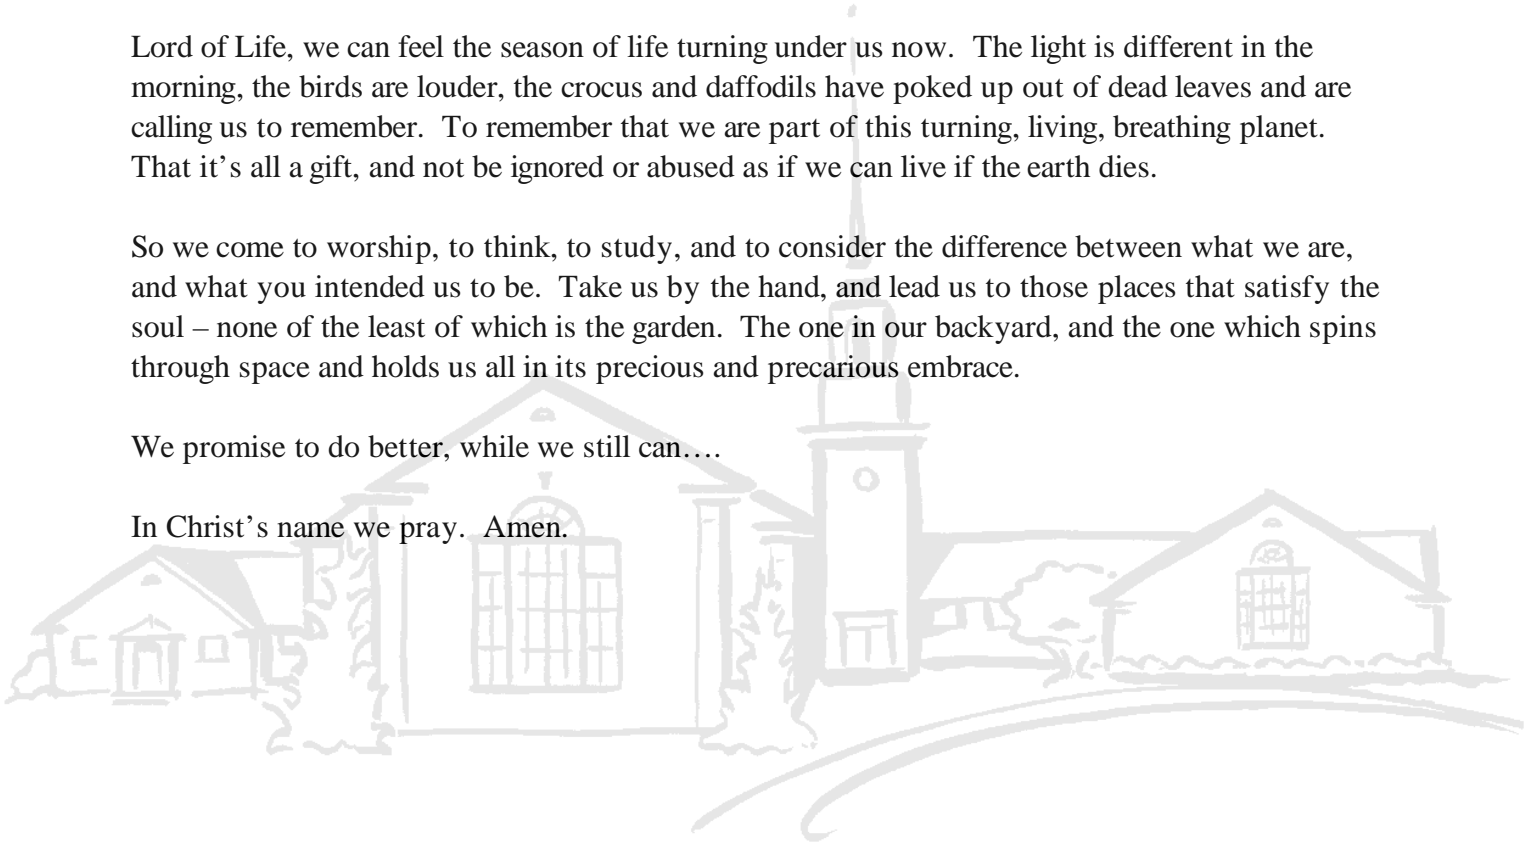 Lord of Life, we can feel the season of life turning under us now.  The light is different in the
morning, the birds are louder, the crocus and daffodils have poked up out of dead leaves and are
calling us to remember.  To remember that we are part of this turning, living, breathing planet.
That it’s all a gift, and not be ignored or abused as if we can live if the earth dies.
So we come to worship, to think, to study, and to consider the difference between what we are,
and what you intended us to be.  Take us by the hand, and lead us to those places that satisfy the
soul – none of the least of which is the garden.  The one in our backyard, and the one which spins
through space and holds us all in its precious and precarious embrace.
We promise to do better, while we still can….
In Christ’s name we pray.  Amen.